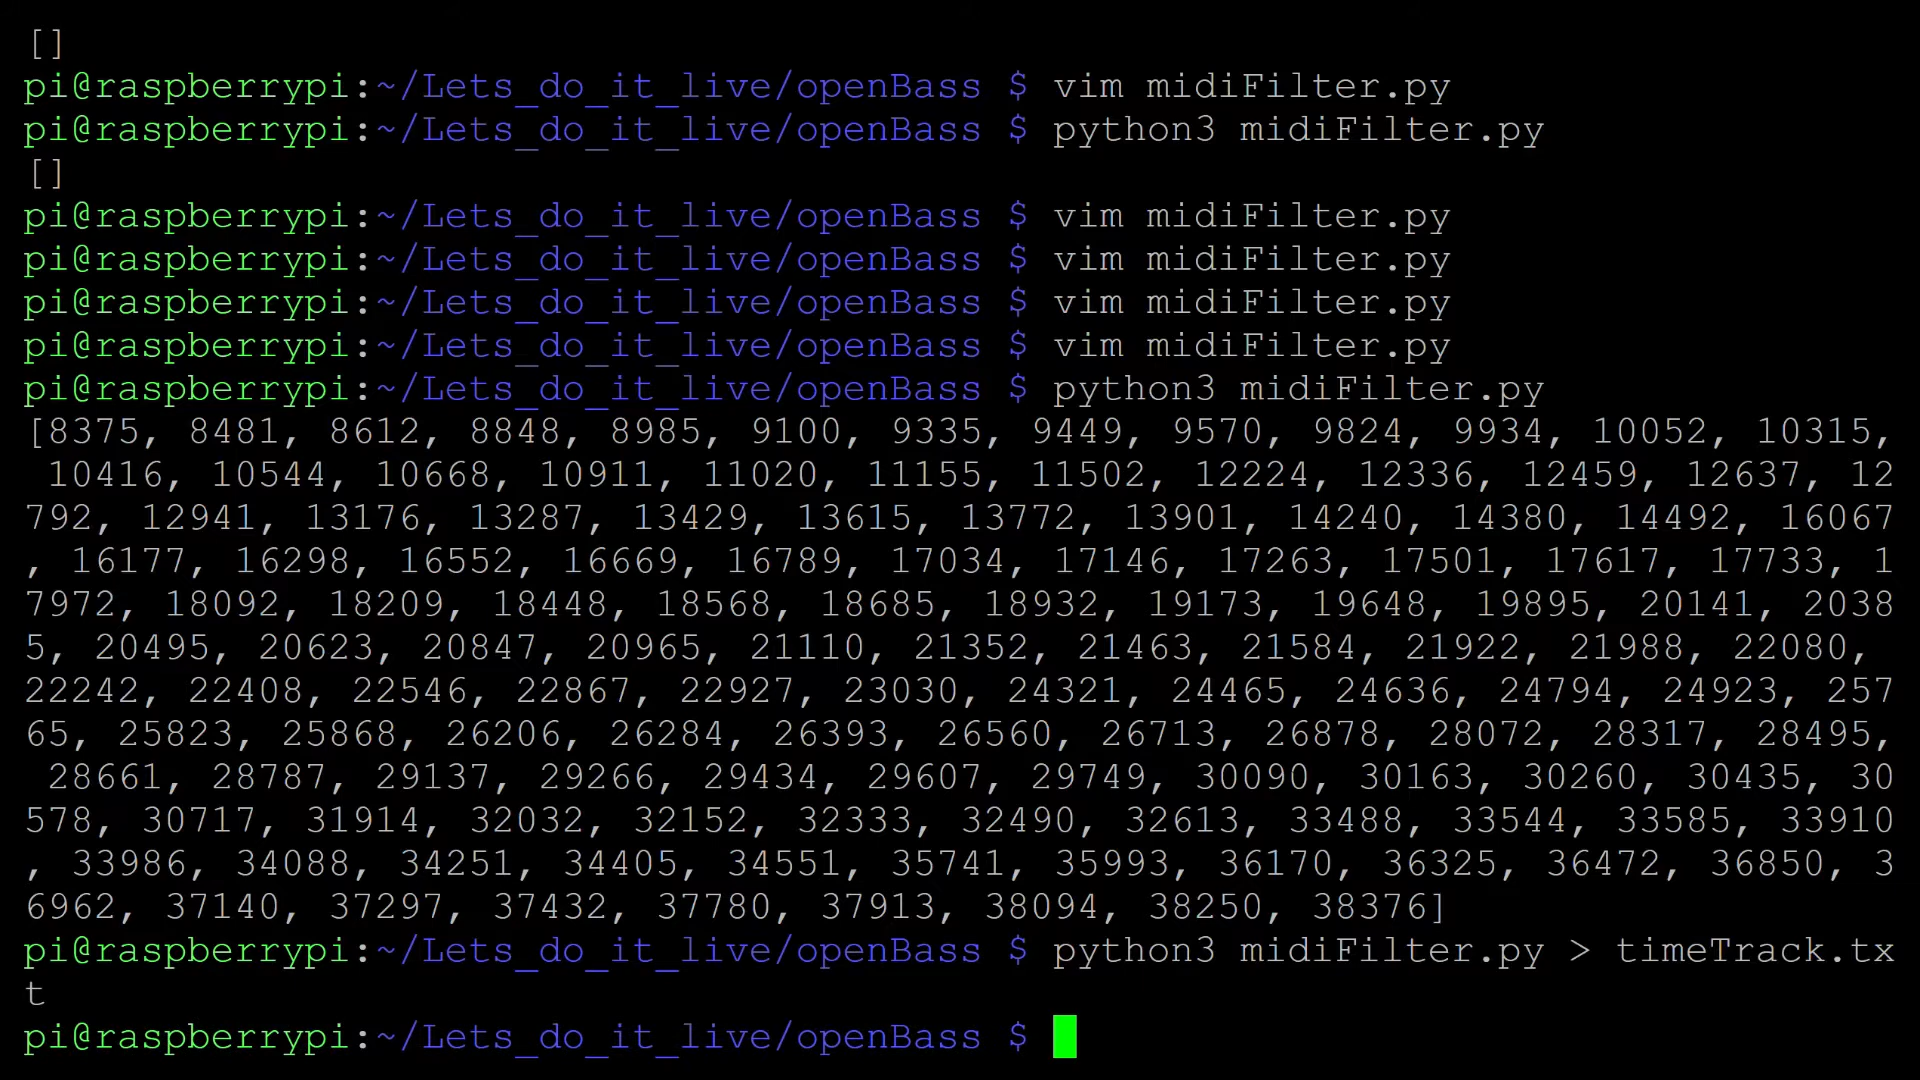 []
pi@raspberrypi:~/Lets_do_it_live/openBass $ vim midiFilter.py
pi@raspberrypi:~/Lets_do_it_live/openBass $ python3 midiFilter.py
[]
pi@raspberrypi:~/Lets_do_it_live/openBass $ vim midiFilter.py
pi@raspberrypi:~/Lets_do_it_live/openBass $ vim midiFilter.py
pi@raspberrypi:~/Lets_do_it_live/openBass $ vim midiFilter.py
pi@raspberrypi:~/Lets_do_it_live/openBass $ vim midiFilter.py
pi@raspberrypi:~/Lets_do_it_live/openBass $ python3 midiFilter.py
[8375, 8481, 8612, 8848, 8985, 9100, 9335, 9449, 9570, 9824, 9934, 10052, 10315,
 10416, 10544, 10668, 10911, 11020, 11155, 11502, 12224, 12336, 12459, 12637, 12
792, 12941, 13176, 13287, 13429, 13615, 13772, 13901, 14240, 14380, 14492, 16067
, 16177, 16298, 16552, 16669, 16789, 17034, 17146, 17263, 17501, 17617, 17733, 1
7972, 18092, 18209, 18448, 18568, 18685, 18932, 19173, 19648, 19895, 20141, 2038
5, 20495, 20623, 20847, 20965, 21110, 21352, 21463, 21584, 21922, 21988, 22080,
22242, 22408, 22546, 22867, 22927, 23030, 24321, 24465, 24636, 24794, 24923, 257
65, 25823, 25868, 26206, 26284, 26393, 26560, 26713, 26878, 28072, 28317, 28495,
 28661, 28787, 29137, 29266, 29434, 29607, 29749, 30090, 30163, 30260, 30435, 30
578, 30717, 31914, 32032, 32152, 32333, 32490, 32613, 33488, 33544, 33585, 33910
, 33986, 34088, 34251, 34405, 34551, 35741, 35993, 36170, 36325, 36472, 36850, 3
6962, 37140, 37297, 37432, 37780, 37913, 38094, 38250, 38376]
pi@raspberrypi:~/Lets_do_it_live/openBass $ python3 midiFilter.py > timeTrack.tx
t
pi@raspberrypi:~/Lets_do_it_live/openBass $